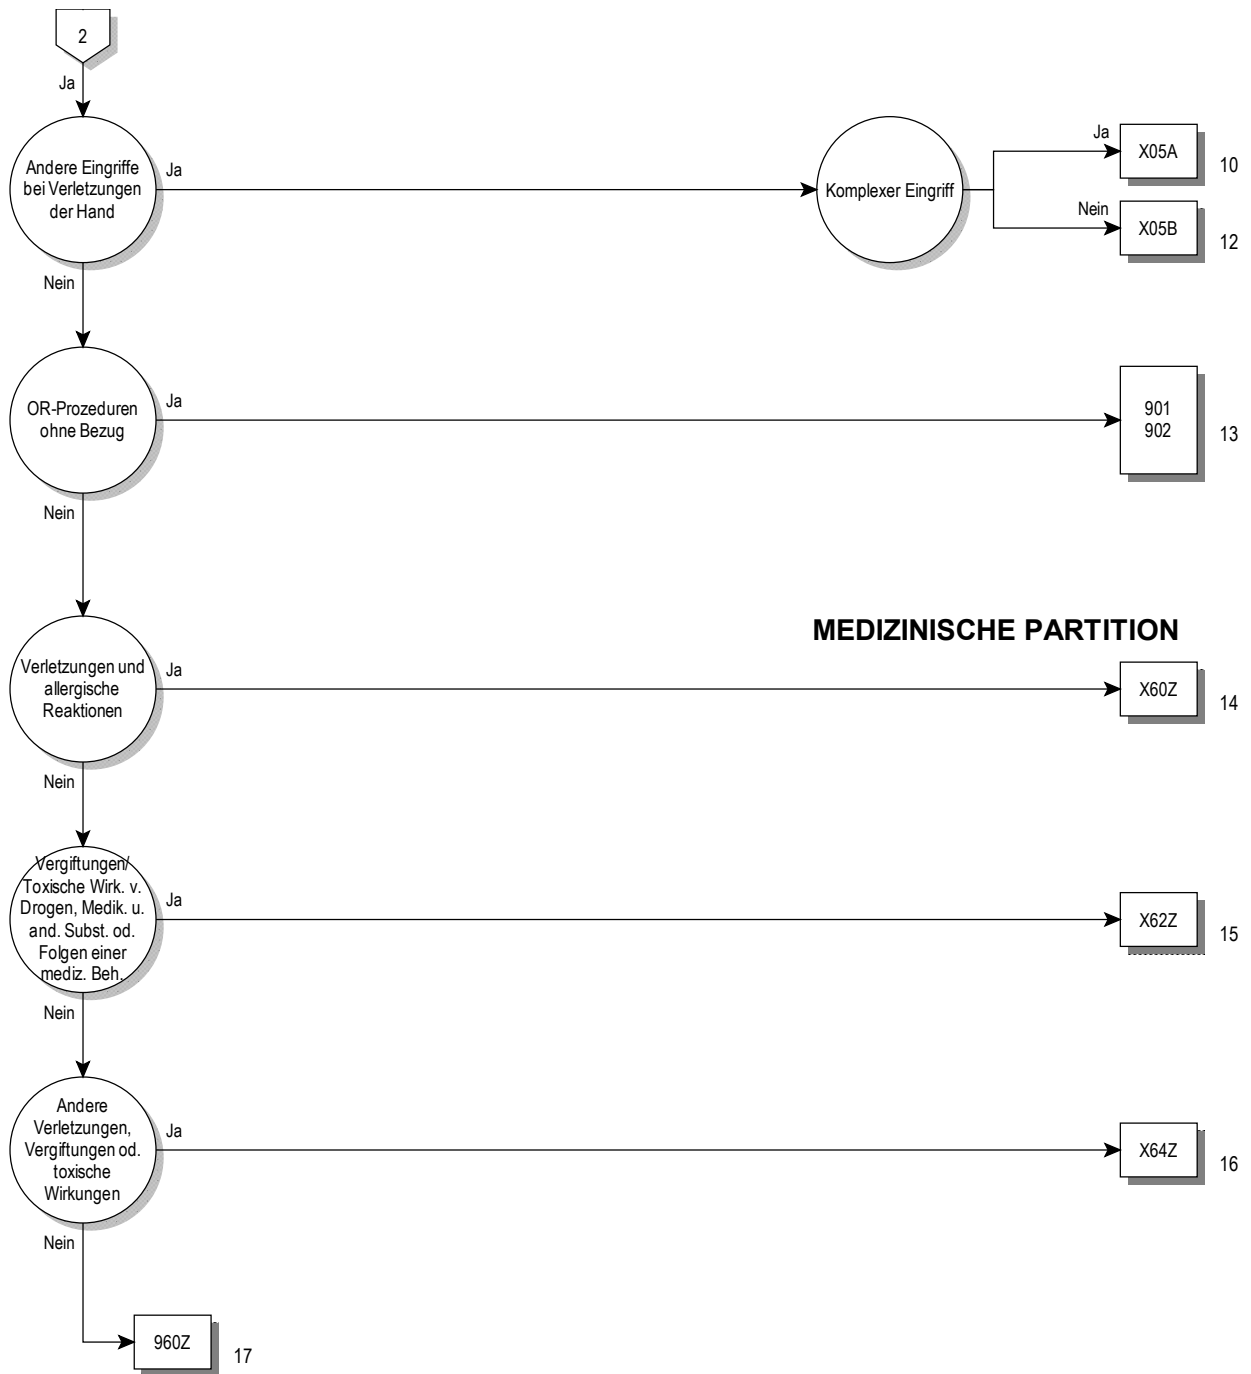 2
Ja
Andere Eingriffe
bei Verletzungen
der Hand
Ja
Komplexer Eingriff
Ja
X05A
10
Nein
X05B
12
Nein
OR-Prozeduren
ohne Bezug
Ja
901
902
13
Nein
MEDIZINISCHE PARTITION
Verletzungen und
allergische
Reaktionen
Ja
X60Z
14
Nein
Vergiftungen/
Toxische Wirk. v.
Drogen, Medik. u.
and. Subst. od.
Folgen einer
mediz. Beh.
Ja
X62Z
15
Nein
Andere
Verletzungen,
Vergiftungen od.
toxische
Wirkungen
Ja
X64Z
16
Nein
960Z
17